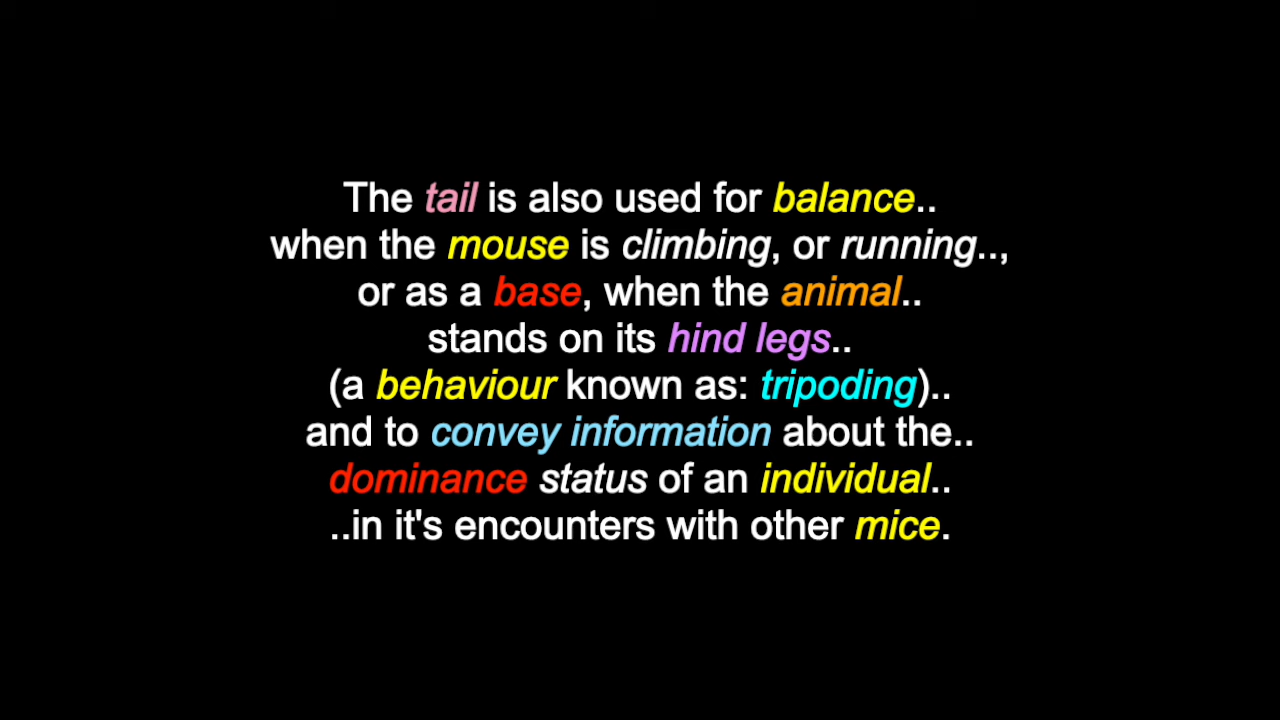 The tail is also used for balance..
when the mouse is climbing, or running..,
or as a base, when the animal..
stands on its hind legs..
(a behaviour known as: tripoding)..
and to convey information about the..
dominance status of an individual..
..in it's encounters with other mice.